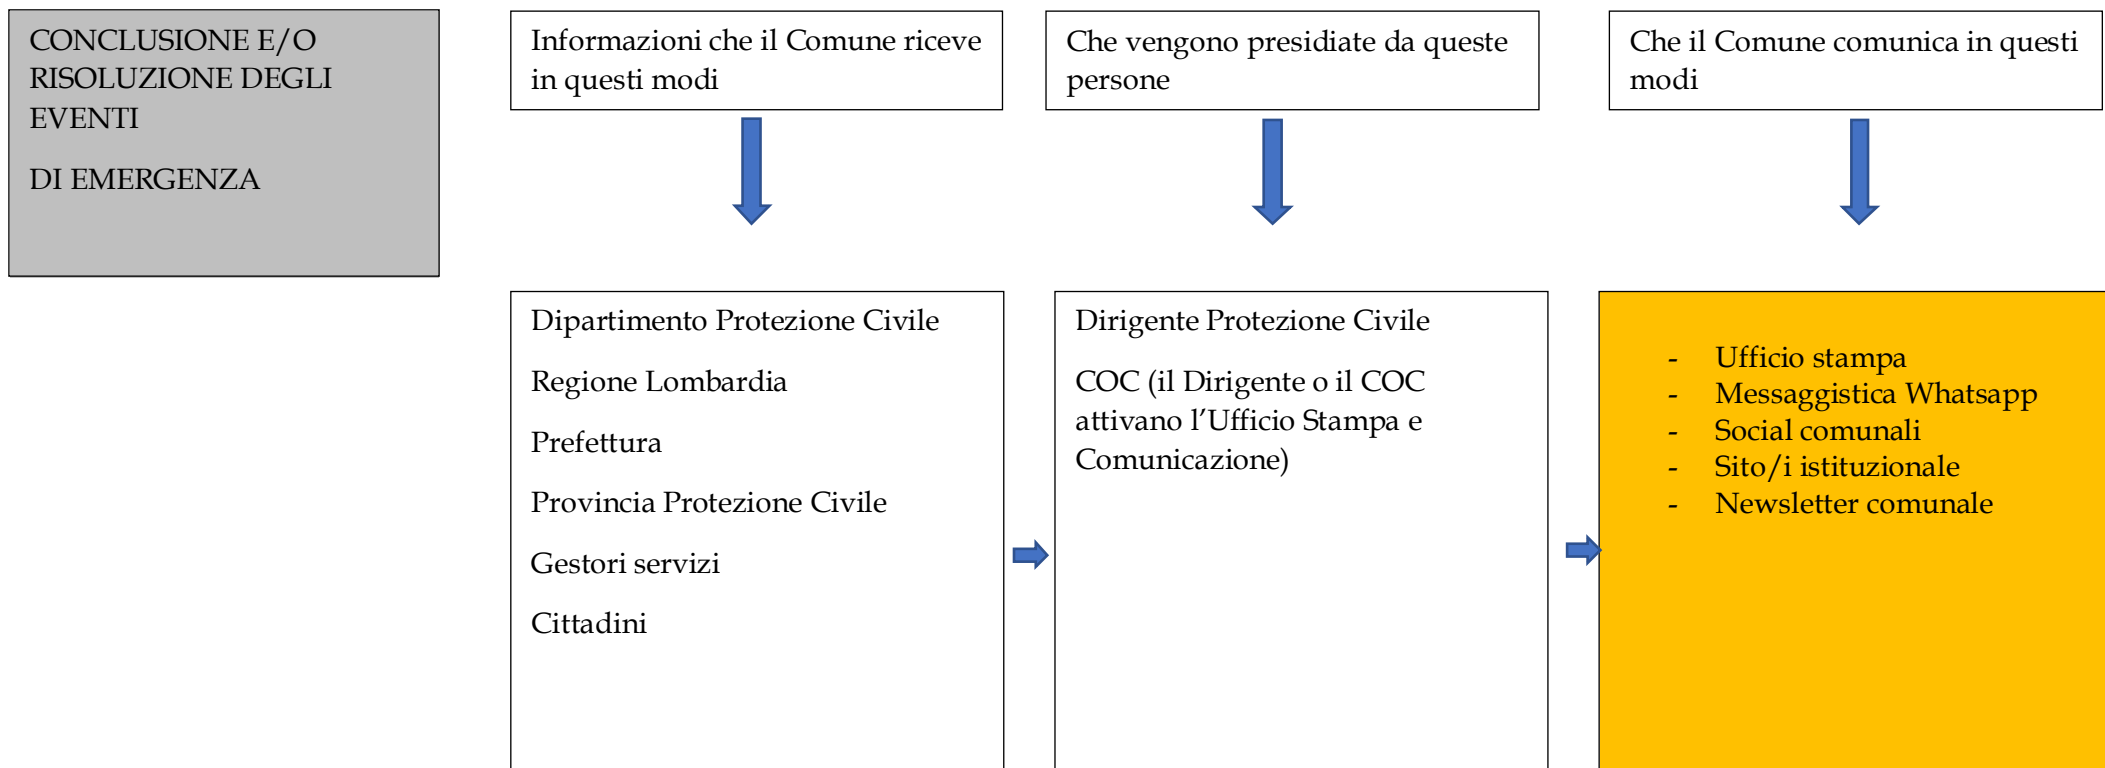 CONCLUSIONE E/O
RISOLUZIONE DEGLI
EVENTI
DI EMERGENZA
Informazioni che il Comune riceve
in questi modi
Che vengono presidiate da queste
persone
Che il Comune comunica in questi
modi
Dipartimento Protezione Civile
Regione Lombardia
Prefettura
Provincia Protezione Civile
Gestori servizi
Cittadini
Dirigente Protezione Civile
COC (il Dirigente o il COC
attivano l’Ufficio Stampa e
Comunicazione)
- Ufficio stampa
- Messaggistica Whatsapp
- Social comunali
- Sito/i istituzionale
- Newsletter comunale